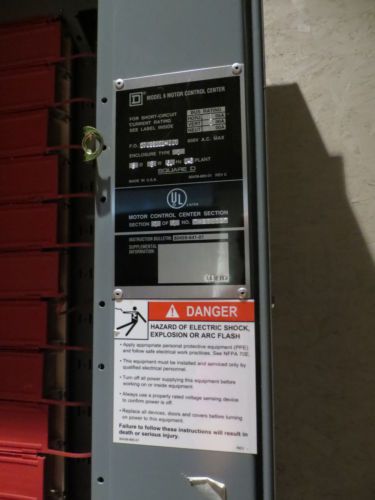 MODEL 6 MOTOR CONTROL CENTER
FOR SHORT-CIRCUIT
CURRENT RATING
SEE LABEL INSIDE
BUS RATING
HORIZ
VERT
600V A.C. MAX
ENCLOSURE TYPE
PLANT
SQUARE D
MADE IN U.S.A.
UL
LISTED
MOTOR CONTROL CENTER SECTION
SECTION OF NO.
INSTRUCTION BULLETIN:
SUPPLEMENTAL
INFORMATION:
DANGER
HAZARD OF ELECTRIC SHOCK,
EXPLOSION OR ARC FLASH
• Apply appropriate personal protective equipment (PPE)
and follow safe electrical work practices. See NFPA 70E.
• This equipment must be installed and serviced only by
qualified electrical personnel.
• Turn off all power supplying this equipment before
working on or inside equipment.
• Always use a properly rated voltage sensing device
to confirm power is off.
• Replace all devices, doors and covers before turning
on power to this equipment.
Failure to follow these instructions will result in
death or serious injury.